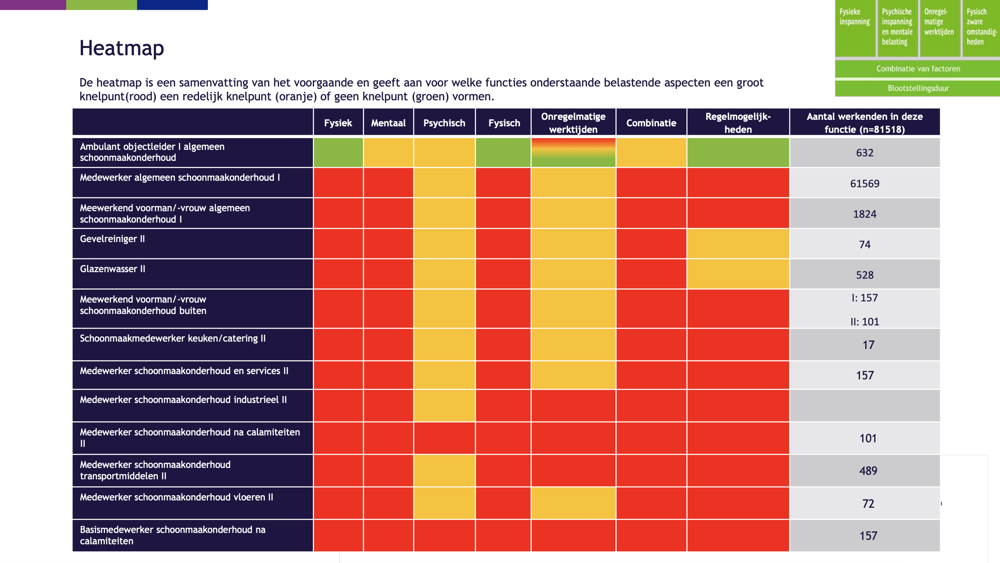 Fysieke
inspanning
Psychische
inspanning
en mentale
belasting
Onregel-
matige
werktijden
Fysisch
zware
omstandig-
heden
Combinatie van factoren
Blootstellingsduur
Heatmap
De heatmap is een samenvatting van het voorgaande en geeft aan voor welke functies onderstaande belastende aspecten een groot
knelpunt(rood) een redelijk knelpunt (oranje) of geen knelpunt (groen) vormen.
Fysiek
Mentaal
Psychisch
Fysisch
Onregelmatige
werktijden
Combinatie
Regelmogelijk-
heden
Aantal werkenden in deze
functie (n=81518)
Ambulant objectleider I algemeen
schoonmaakonderhoud
632
Medewerker algemeen schoonmaakonderhoud I
61569
Meewerkend voorman/-vrouw algemeen
schoonmaakonderhoud I
1824
Gevelreiniger II
74
Glazenwasser II
528
Meewerkend voorman/-vrouw
schoonmaakonderhoud buiten
I: 157
II: 101
Schoonmaakmedewerker keuken/catering II
17
Medewerker schoonmaakonderhoud en services II
157
Medewerker schoonmaakonderhoud industrieel II
Medewerker schoonmaakonderhoud na calamiteiten
II
101
Medewerker schoonmaakonderhoud
transportmiddelen II
489
Medewerker schoonmaakonderhoud vloeren II
72
Basismedewerker schoonmaakonderhoud na
calamiteiten
157